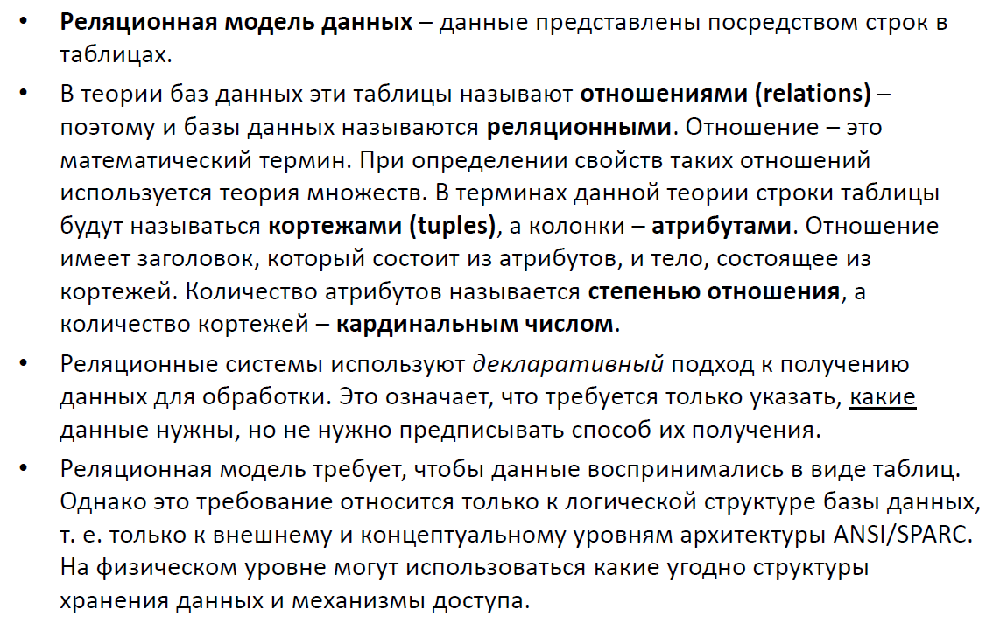 • Реляционная модель данных – данные представлены посредством строк в
таблицах.
• В теории баз данных эти таблицы называют отношениями (relations) –
поэтому и базы данных называются реляционными. Отношение – это
математический термин. При определении свойств таких отношений
используется теория множеств. В терминах данной теории строки таблицы
будут называться кортежами (tuples), а колонки – атрибутами. Отношение
имеет заголовок, который состоит из атрибутов, и тело, состоящее из
кортежей. Количество атрибутов называется степенью отношения, а
количество кортежей – кардинальным числом.
• Реляционные системы используют декларативный подход к получению
данных для обработки. Это означает, что требуется только указать, какие
данные нужны, но не нужно предписывать способ их получения.
• Реляционная модель требует, чтобы данные воспринимались в виде таблиц.
Однако это требование относится только к логической структуре базы данных,
т. е. только к внешнему и концептуальному уровням архитектуры ANSI/SPARC.
На физическом уровне могут использоваться какие угодно структуры
хранения данных и механизмы доступа.